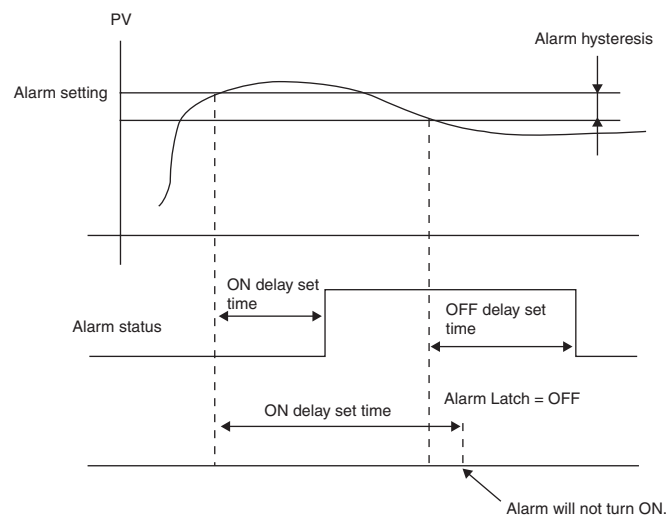 PV
Alarm hysteresis
Alarm setting
ON delay set
time
OFF delay set
time
Alarm status
Alarm Latch = OFF
ON delay set time
Alarm will not turn ON.